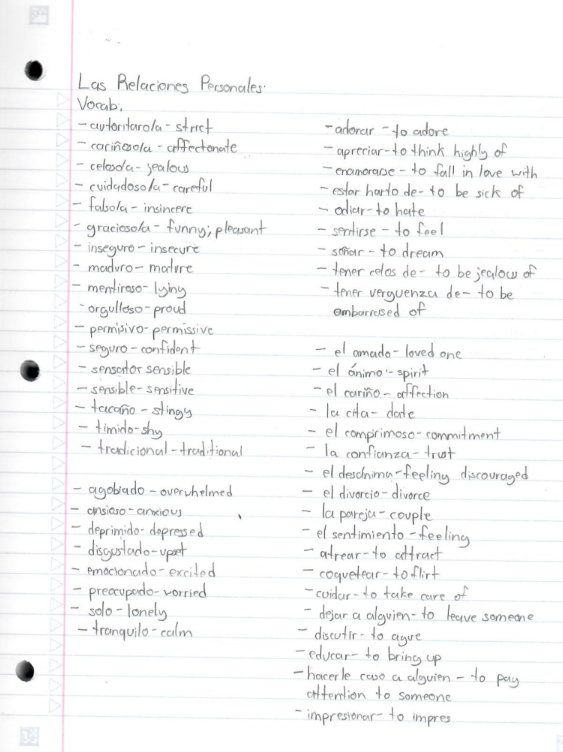 Las Relaciones Personales:
Vocab.
- autoritaro/a - strict
- cariñoso/a - affectonate
- celoso/a - jealous
- cuidadoso/a - careful
- falso/a - insincere
- gracioso/a - funny; pleasant
- inseguro - insecure
- maduro - mature
- mentiroso - lying
- orgulloso - proud
- permisivo - permissive
- seguro - confident
- sensator sensible
- sensible - sensitive
- tacaño - stingy
- timido - shy
- tradicional - traditional
- agobiado - overwhelmed
- ansioso - anxious
- deprimido - depressed
- disgustado - upset
- emocionado - excited
- preocupado - worried
- solo - lonely
- tranquilo - calm
- adorar - to adore
- apreciar - to think highly of
- enamorarse - to fall in love with
- estar harto de - to be sick of
- odiar - to hate
- sentirse - to feel
- soñar - to dream
- tener celos de - to be jealous of
- tener verguenza de - to be
embarrased of
- el amado - loved one
- el ánimo - spirit
- el cariño - affection
- la cita - date
- el comprimoso - commitment
- la confianza - trust
- el desánimo - feeling discouraged
- el divorcio - divorce
- la pareja - couple
- el sentimiento - feeling
- atrear - to attract
- coquetear - to flirt
- cuidar - to take care of
- dejar a alguien - to leave someone
- discutir - to ague
- educar - to bring up
- hacerle caso a alguien - to pay
attention to someone
- impresionar - to impres